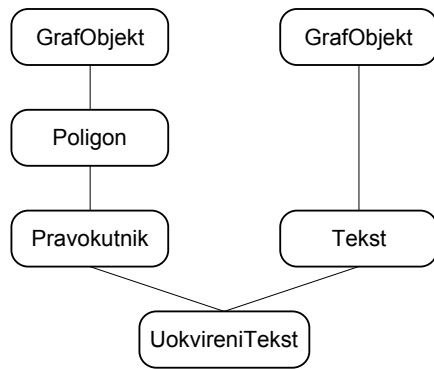 GrafObjekt
GrafObjekt
Poligon
Pravokutnik
Tekst
UokvireniTekst